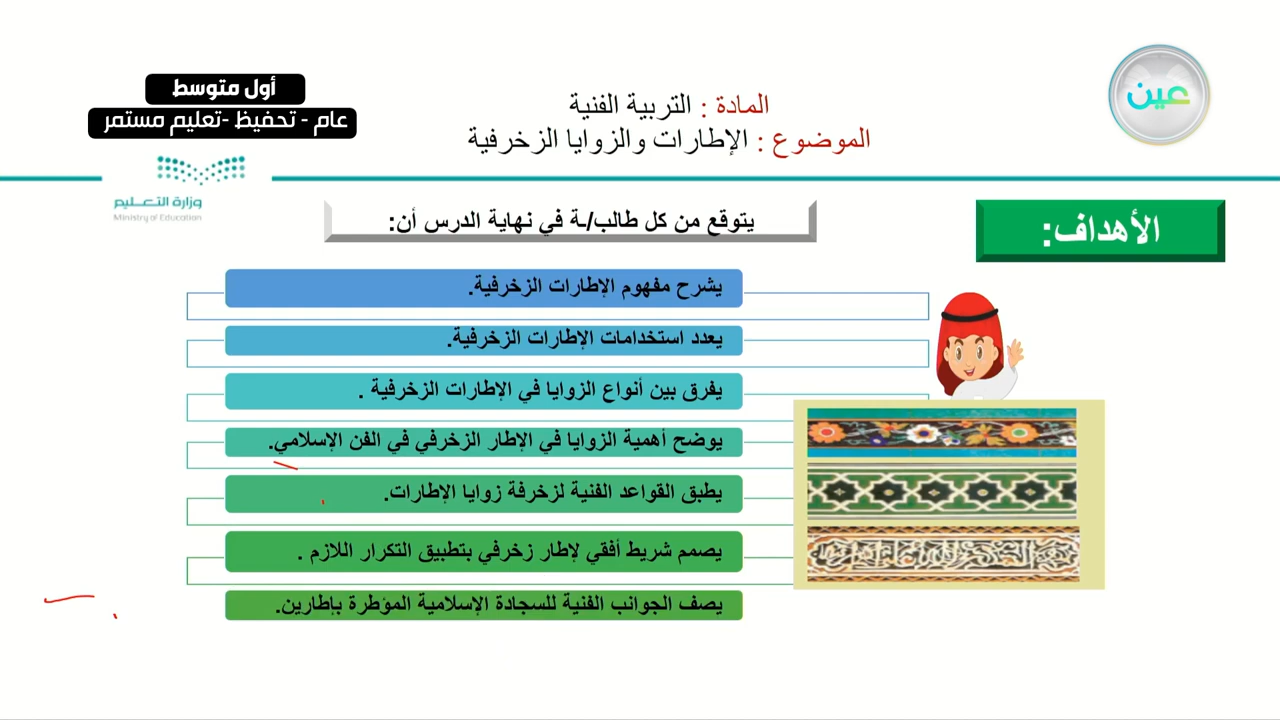 عين
المادة : التربية الفنية
الموضوع : الإطارات والزوايا الزخرفية
أول متوسط
عام - تحفيظ -تعليم مستمر
وزارة التعـــليم
Ministry of Education
الأهداف:
يتوقع من كل طالب/ـة في نهاية الدرس أن:
يشرح مفهوم الإطارات الزخرفية.
يعدد استخدامات الإطارات الزخرفية.
يفرق بين أنواع الزوايا في الإطارات الزخرفية .
يوضح أهمية الزوايا في الإطار الزخرفي في الفن الإسلامي.
يطبق القواعد الفنية لزخرفة زوايا الإطارات.
يصمم شريط أفقي لإطار زخرفي بتطبيق التكرار اللازم .
يصف الجوانب الفنية للسجادة الإسلامية المؤطرة بإطارين.